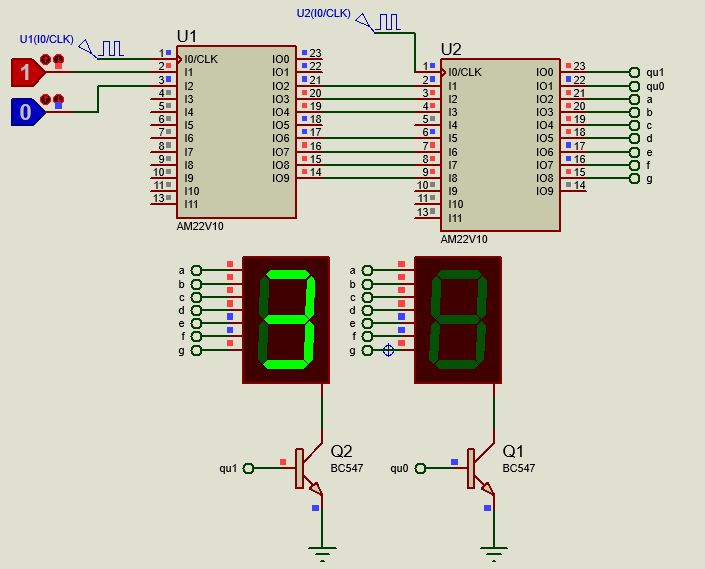 U2(I0/CLK)
U1(I0/CLK)
U1
U2
1
0
1 I0/CLK IO0 23
2 I1 IO1 22
3 I2 IO2 21
4 I3 IO3 20
5 I4 IO4 19
6 I5 IO5 18
7 I6 IO6 17
8 I7 IO7 16
9 I8 IO8 15
10 I9 IO9 14
11 I10
13 I11
AM22V10
1 I0/CLK IO0 23 qu1
2 I1 IO1 22 qu0
3 I2 IO2 21 a
4 I3 IO3 20 b
5 I4 IO4 19 c
6 I5 IO5 18 d
7 I6 IO6 17 e
8 I7 IO7 16 f
9 I8 IO8 15 g
10 I9 IO9 14
11 I10
13 I11
AM22V10
a
b
c
d
e
f
g
3
a
b
c
d
e
f
g
Q2
BC547
qu1
Q1
BC547
qu0